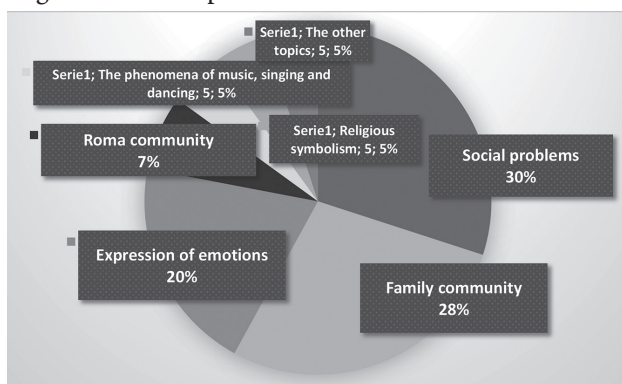 Serie1; The other
topics; 5; 5%
Serie1; The phenomena of music, singing and
dancing; 5; 5%
Serie1; Religious
symbolism; 5; 5%
Roma community
7%
Social problems
30%
Expression of emotions
20%
Family community
28%